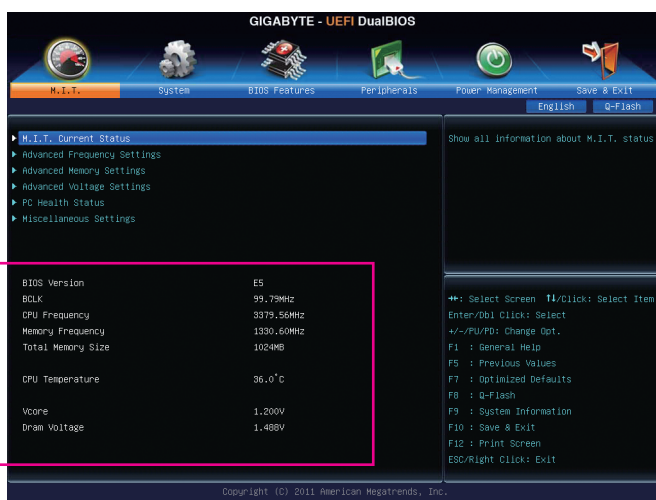 GIGABYTE - UEFI DualBIOS
M.I.T.
System
BIOS Features
Peripherals
Power Management
Save & Exit
English
Q-Flash
M.I.T. Current Status
Advanced Frequency Settings
Advanced Memory Settings
Advanced Voltage Settings
PC Health Status
Miscellaneous Settings
Show all information about M.I.T. status
BIOS Version E5
BCLK 99.79MHz
CPU Frequency 3379.56MHz
Memory Frequency 1330.60MHz
Total Memory Size 1024MB
CPU Temperature 36.0°C
Vcore 1.200V
Dram Voltage 1.488V
→←: Select Screen ↑↓/Click: Select Item
Enter/Dbl Click: Select
+/-/PU/PD: Change Opt.
F1 : General Help
F5 : Previous Values
F7 : Optimized Defaults
F8 : Q-Flash
F9 : System Information
F10 : Save & Exit
F12 : Print Screen
ESC/Right Click: Exit
Copyright (C) 2011 American Megatrends, Inc.